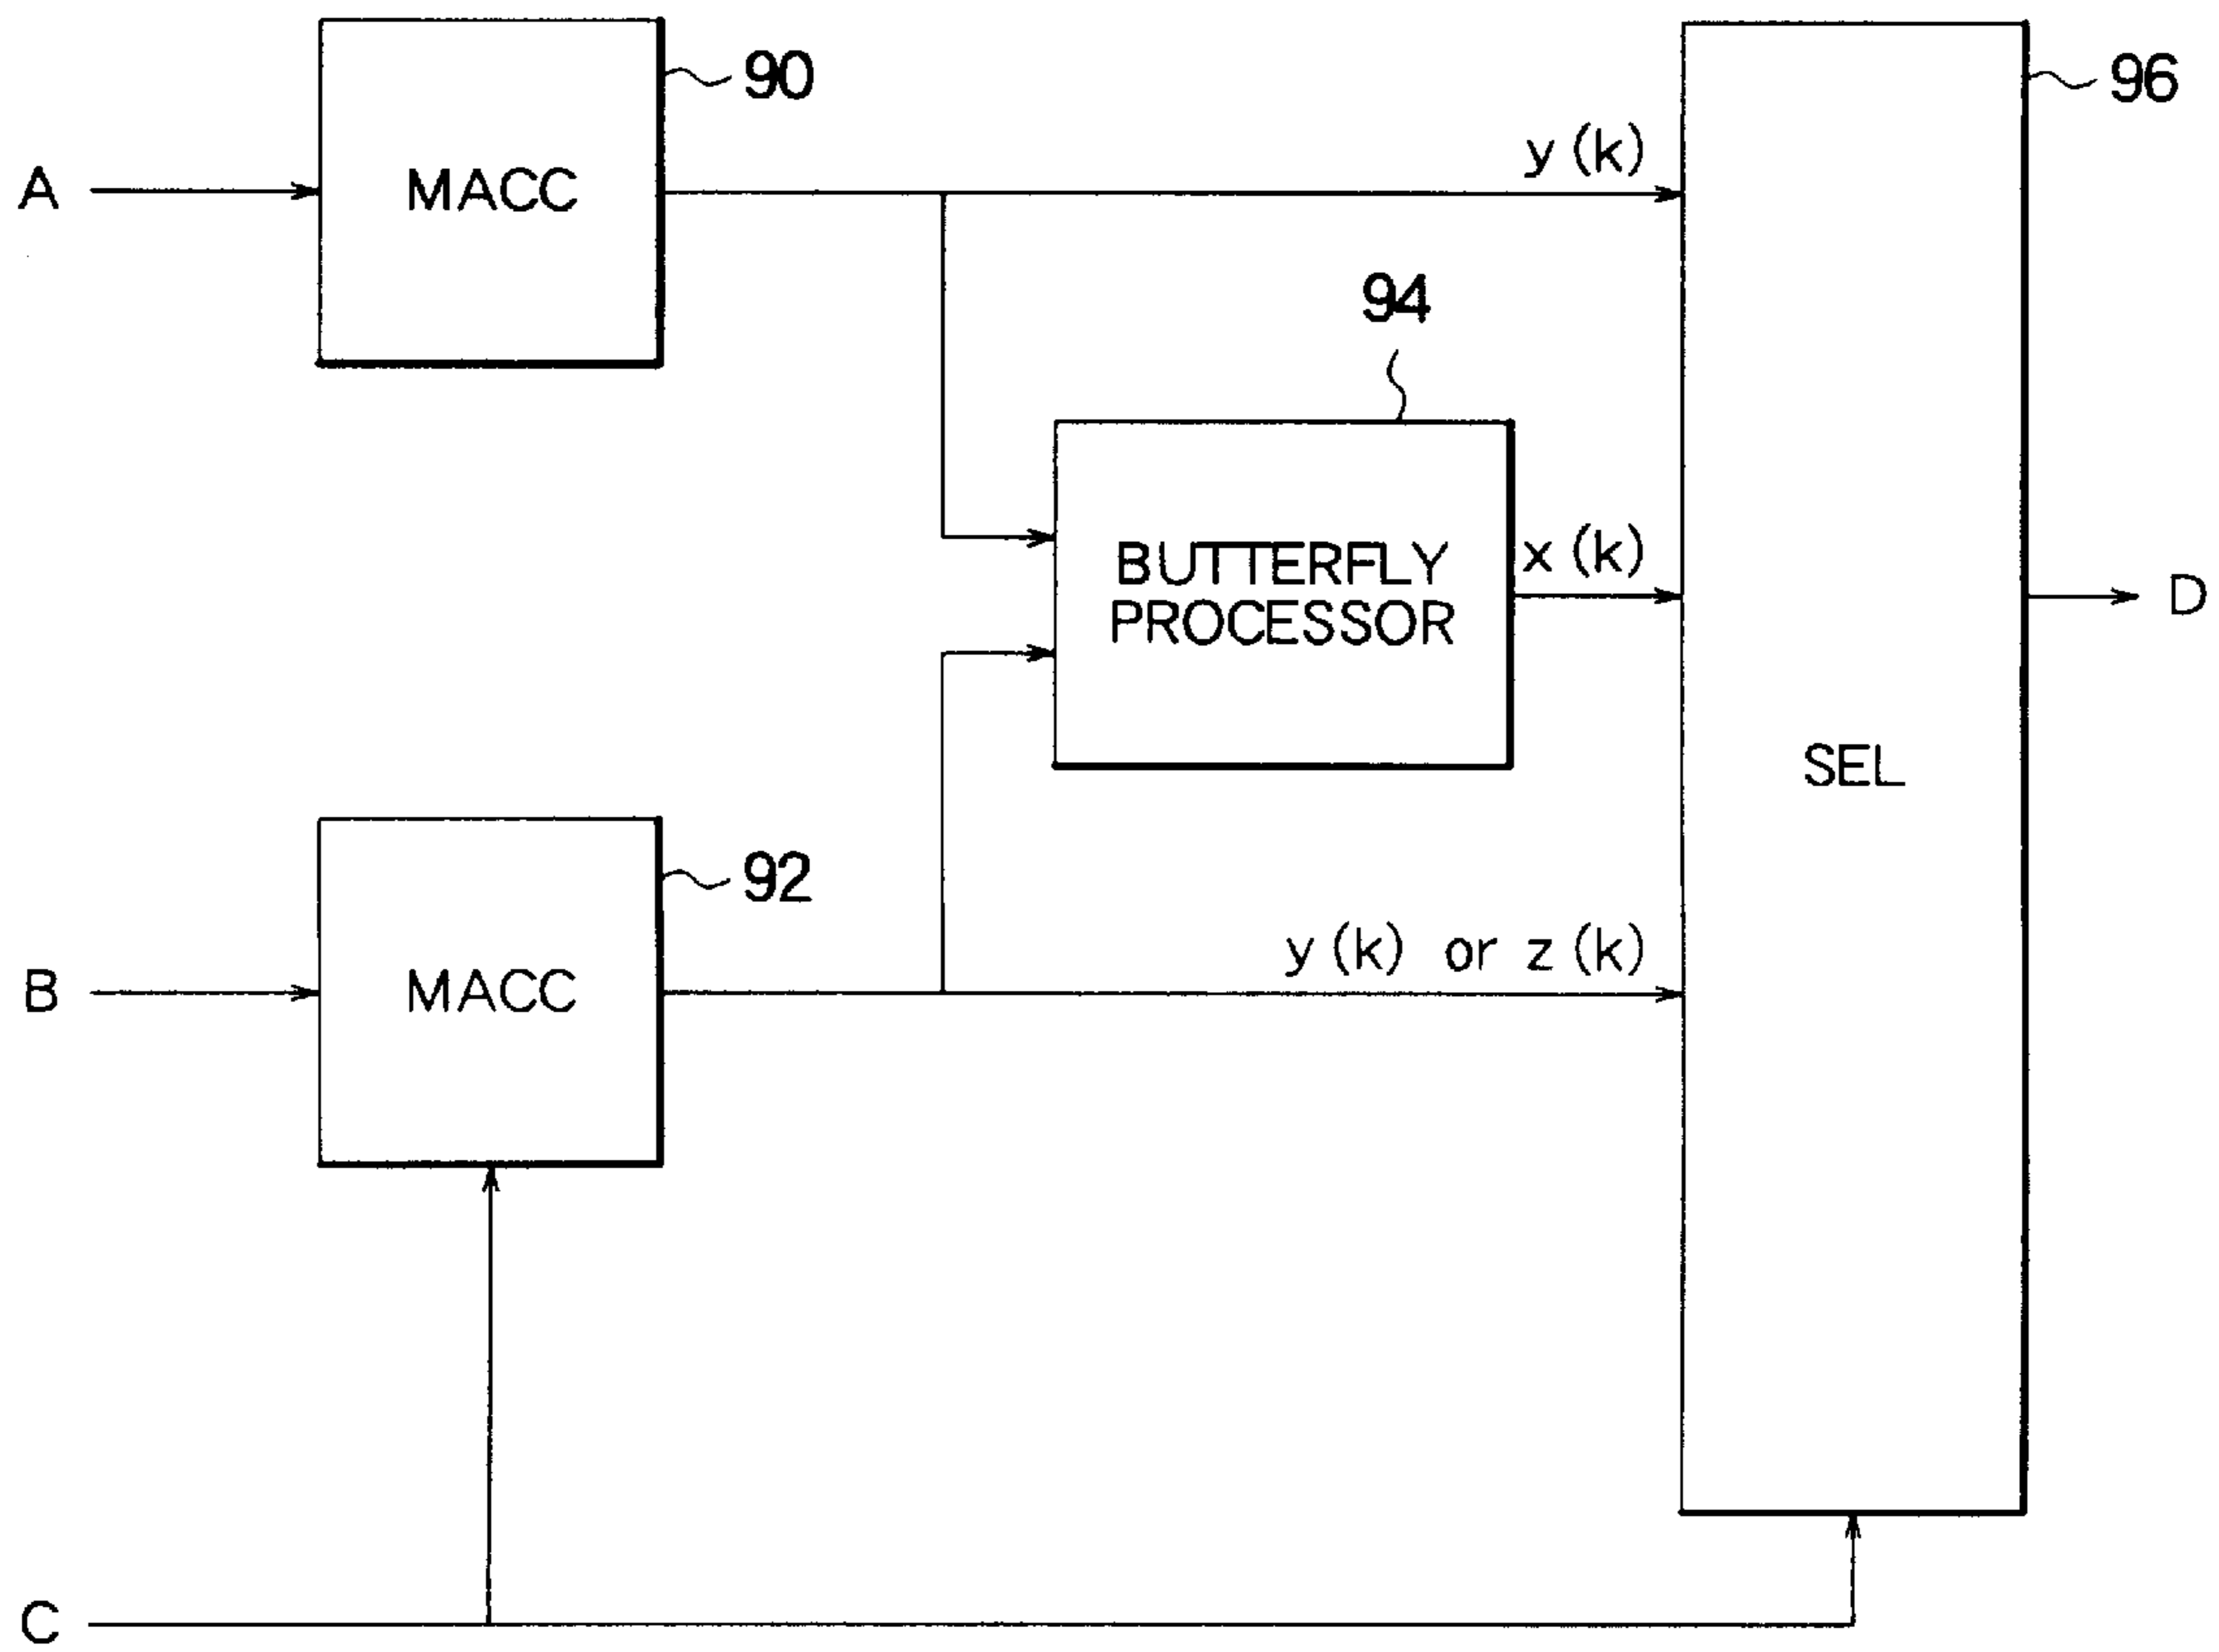 90
96
y (k)
A
MACC
94
BUTTERFLY
PROCESSOR
x (k)
D
SEL
92
y (k) or z (k)
B
MACC
C